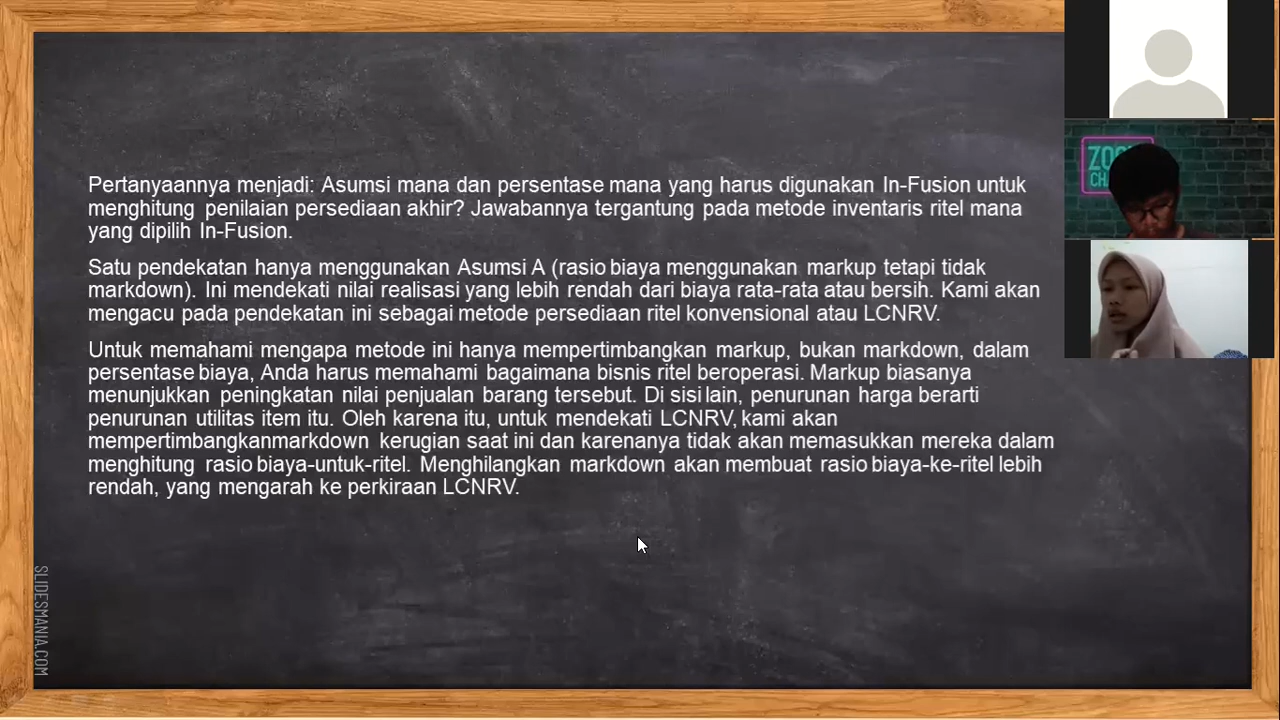 Pertanyaannya menjadi: Asumsi mana dan persentase mana yang harus digunakan In-Fusion untuk
menghitung penilaian persediaan akhir? Jawabannya tergantung pada metode inventaris ritel mana
yang dipilih In-Fusion.
Satu pendekatan hanya menggunakan Asumsi A (rasio biaya menggunakan markup tetapi tidak
markdown). Ini mendekati nilai realisasi yang lebih rendah dari biaya rata-rata atau bersih. Kami akan
mengacu pada pendekatan ini sebagai metode persediaan ritel konvensional atau LCNRV.
Untuk memahami mengapa metode ini hanya mempertimbangkan markup, bukan markdown, dalam
persentase biaya, Anda harus memahami bagaimana bisnis ritel beroperasi. Markup biasanya
menunjukkan peningkatan nilai penjualan barang tersebut. Di sisi lain, penurunan harga berarti
penurunan utilitas item itu. Oleh karena itu, untuk mendekati LCNRV, kami akan
mempertimbangkanmarkdown kerugian saat ini dan karenanya tidak akan memasukkan mereka dalam
menghitung rasio biaya-untuk-ritel. Menghilangkan markdown akan membuat rasio biaya-ke-ritel lebih
rendah, yang mengarah ke perkiraan LCNRV.
SLIDESMANIA.COM